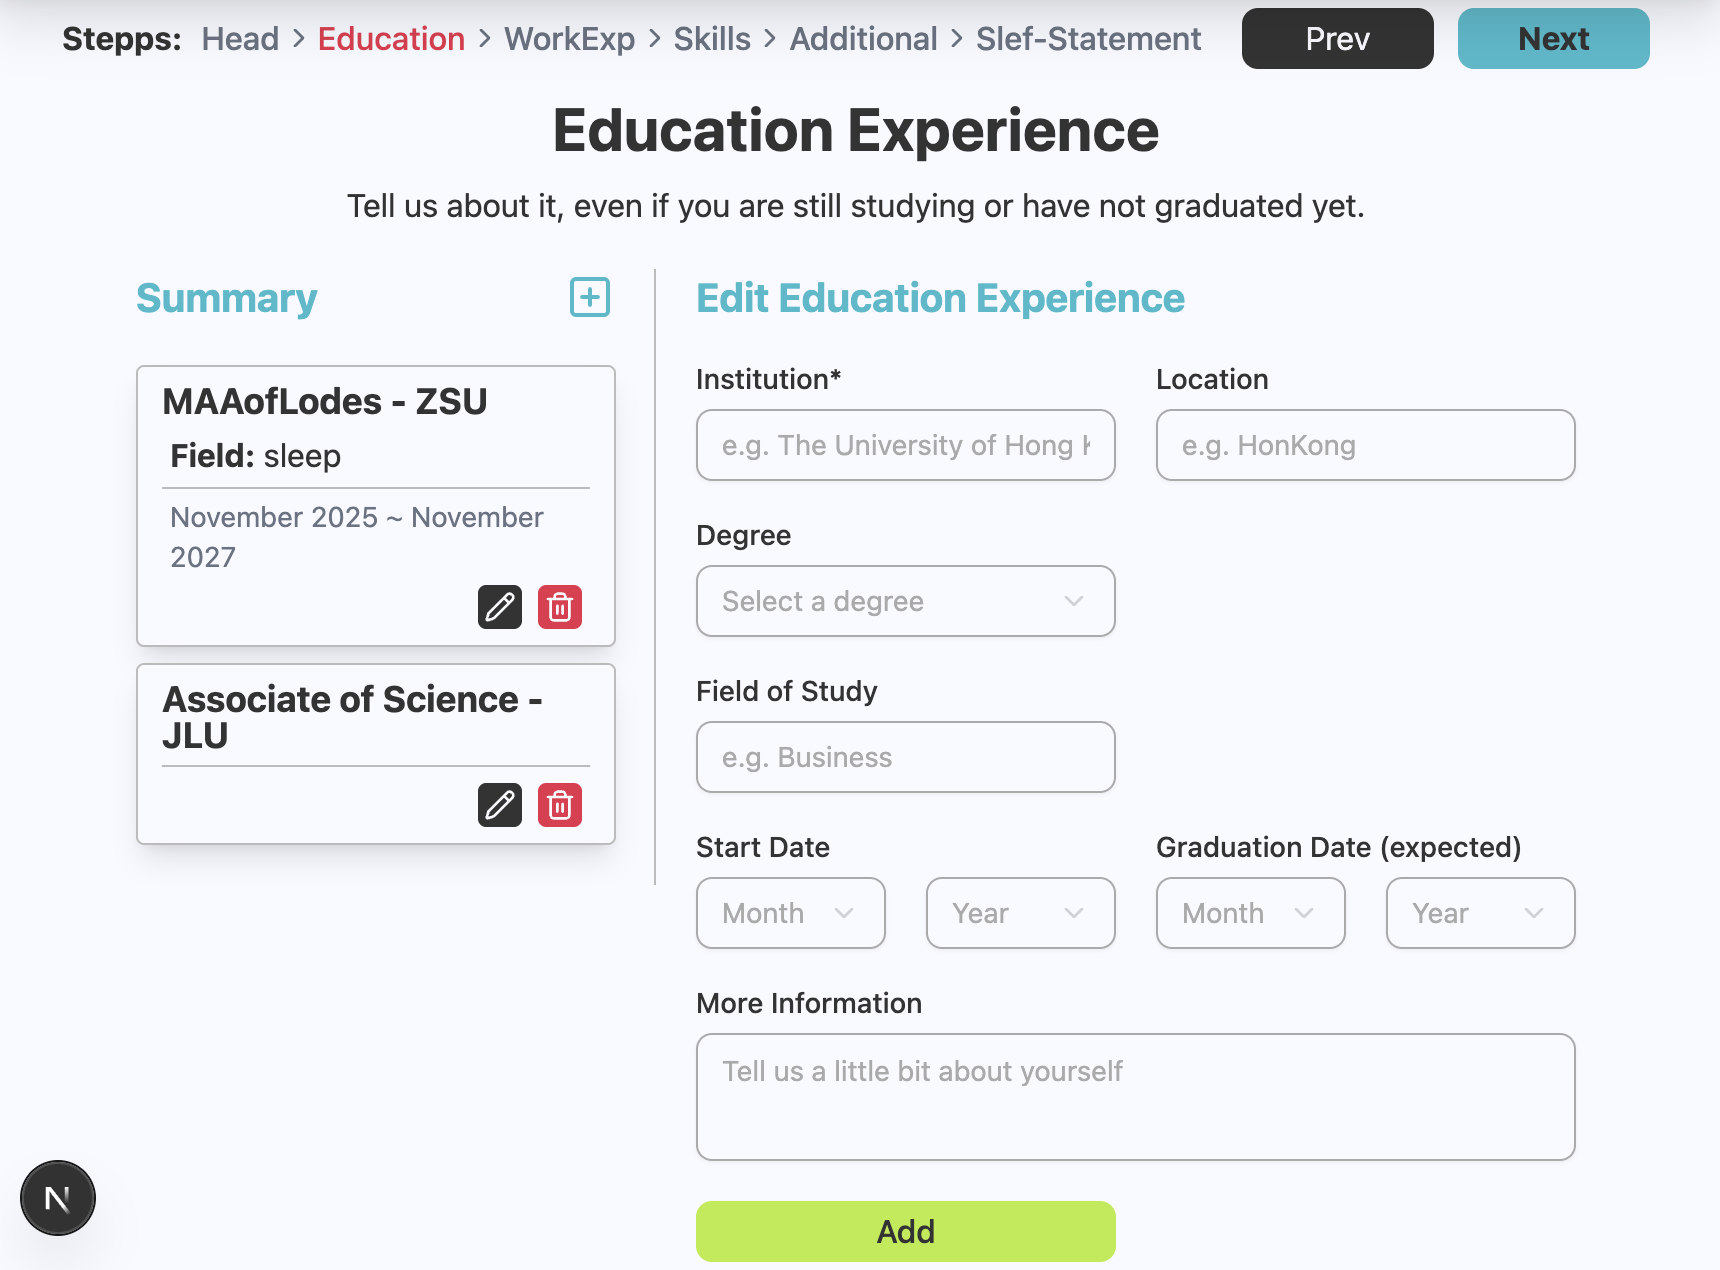 Stepps: Head > Education > WorkExp > Skills > Additional > Slef-Statement Prev Next
Education Experience
Tell us about it, even if you are still studying or have not graduated yet.
Summary
MAAofLodes - ZSU
Field: sleep
November 2025 ~ November
2027
Associate of Science -
JLU
Edit Education Experience
Institution* Location
e.g. The University of Hong e.g. HonKong
Degree
Select a degree
Field of Study
e.g. Business
Start Date Graduation Date (expected)
Month Year Month Year
More Information
Tell us a little bit about yourself
Add
N